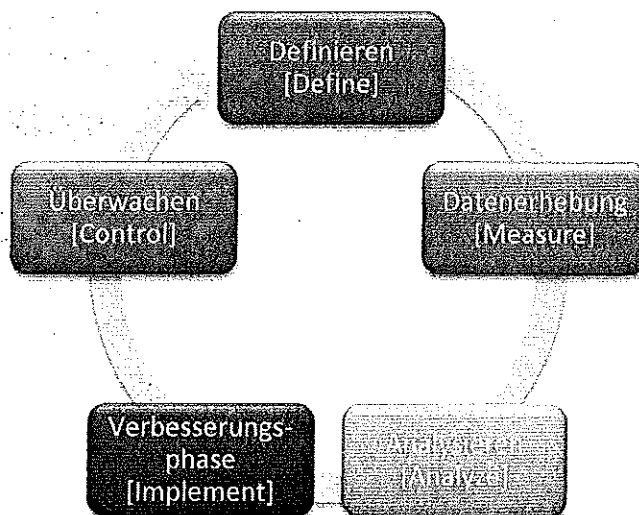 Definieren
[Define]
Datenerhebung
[Measure]
Analysieren
[Analyze]
Verbesserungs-
phase
[Implement]
Überwachen
[Control]